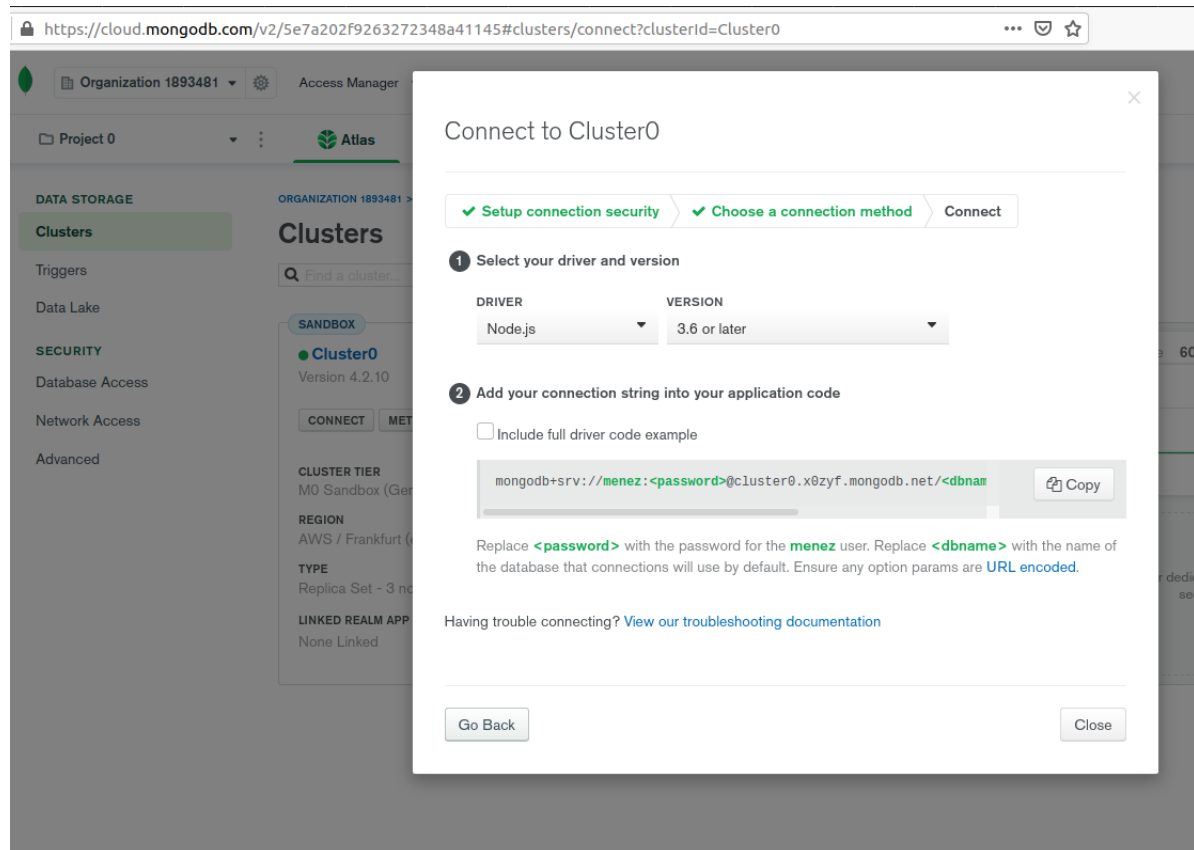 https://cloud.mongodb.com/v2/5e7a202f9263272348a41145#clusters/connect?clusterId=Cluster0
Organization 1893481
Access Manager
Project 0
Atlas
DATA STORAGE
Clusters
Triggers
Data Lake
SECURITY
Database Access
Network Access
Advanced
ORGANIZATION 1893481 >
Clusters
Find a cluster...
SANDBOX
Cluster0
Version 4.2.10
CONNECT
CLUSTER TIER
M0 Sandbox
REGION
AWS / Frankfurt
TYPE
Replica Set - 3
LINKED REALM APP
None Linked
60
Connect to Cluster0
Setup connection security
Choose a connection method
Connect
1 Select your driver and version
DRIVER VERSION
Node.js 3.6 or later
2 Add your connection string into your application code
Include full driver code example
mongodb+srv://menez:<password>@cluster0.x0zyf.mongodb.net/<dbnam
Copy
Replace <password> with the password for the menez user. Replace <dbname> with the name of
the database that connections will use by default. Ensure any option params are URL encoded.
Having trouble connecting? View our troubleshooting documentation
Go Back
Close